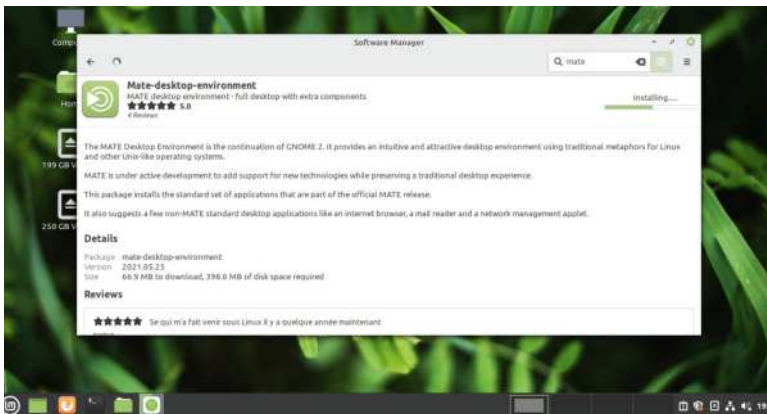 Software Manager
mate
Mate-desktop-environment
MATE desktop environment - full desktop with extra components
5.0
4 Reviews
Installing....
The MATE Desktop Environment is the continuation of GNOME 2. It provides an intuitive and attractive desktop environment using traditional metaphors for Linux
and other Unix-like operating systems.
MATE is under active development to add support for new technologies while preserving a traditional desktop experience.
This package installs the standard set of applications that are part of the official MATE release.
It also suggests a few non-MATE standard desktop applications like an internet browser, a mail reader and a network management applet.
Details
Package mate-desktop-environment
Version 2021.05.25
Size 66.9 MB to download, 398.8 MB of disk space required
Reviews
Se qui m'a fait venir sous Linux il y a quelque année maintenant
Comp
Hom
199 GB V
250 GB V
19